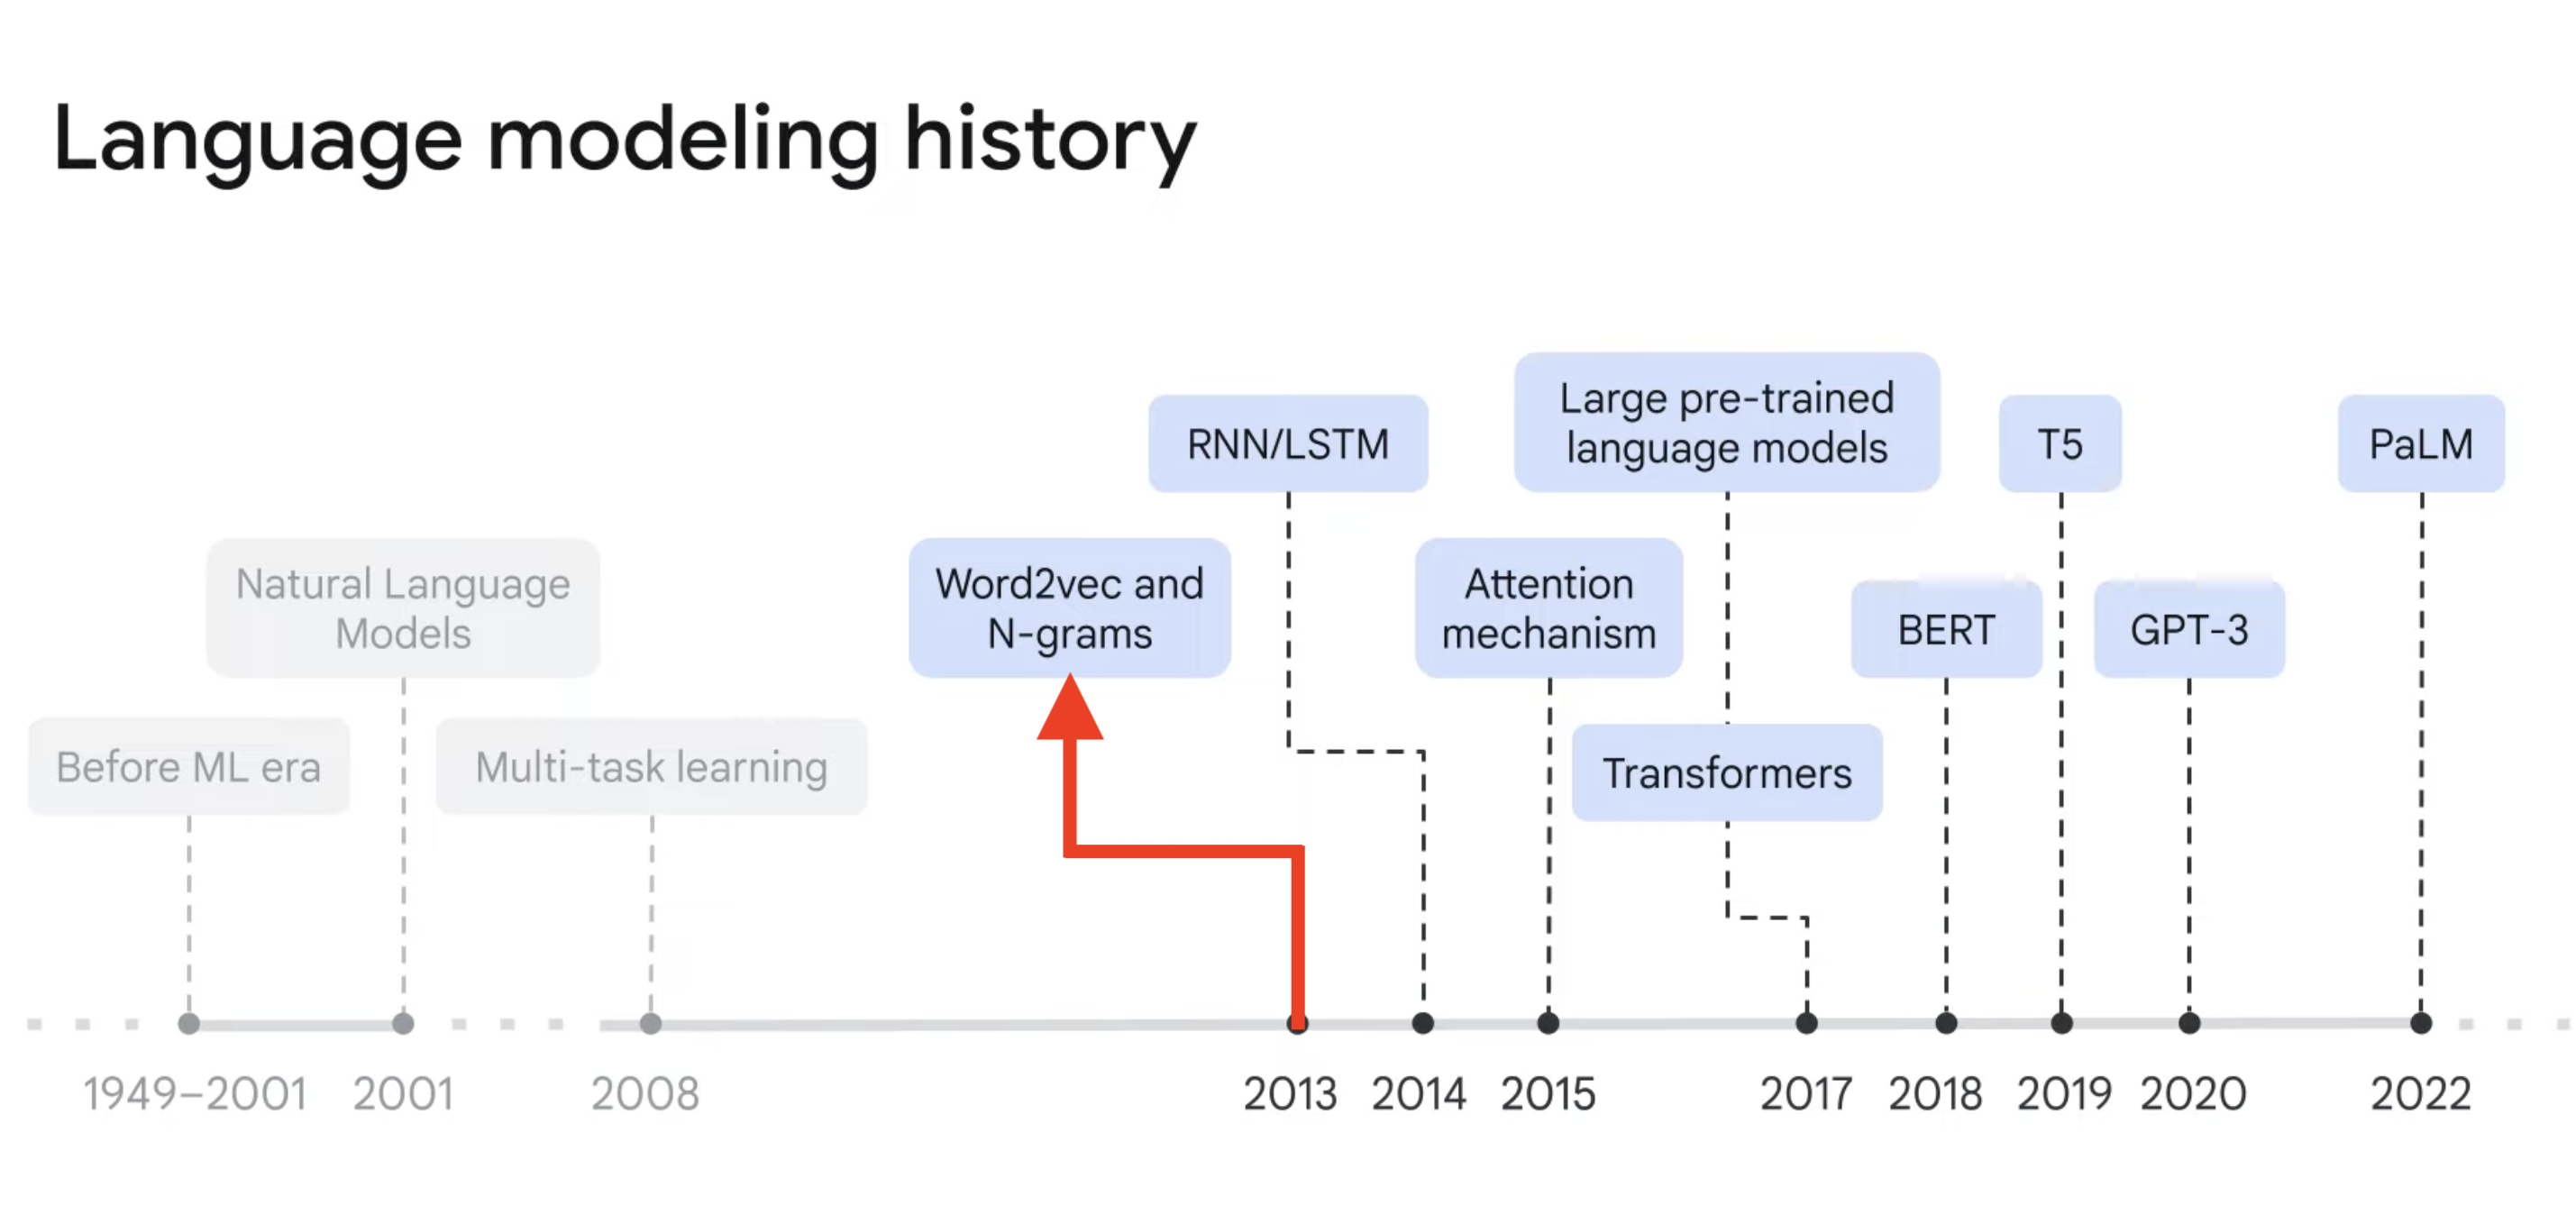 Language modeling history
Large pre-trained
language models
RNN/LSTM
T5
PaLM
Natural Language
Models
Word2vec and
N-grams
Attention
mechanism
BERT
GPT-3
Before ML era
Multi-task learning
Transformers
1949–2001
2001
2008
2013
2014
2015
2017
2018
2019
2020
2022